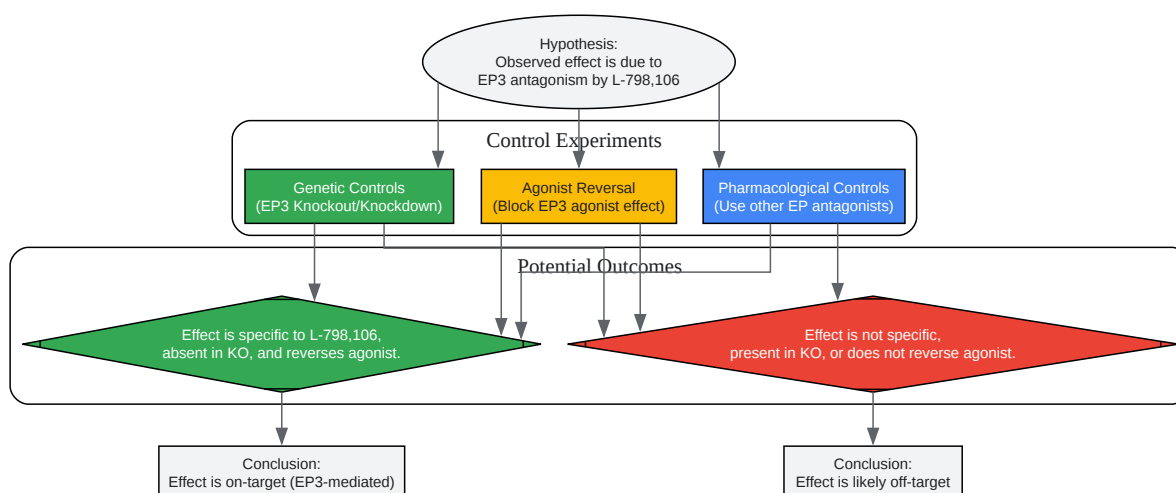 Hypothesis:
Observed effect is due to
EP3 antagonism by L-798,106
Control Experiments
Genetic Controls
(EP3 Knockout/Knockdown)
Agonist Reversal
(Block EP3 agonist effect)
Pharmacological Controls
(Use other EP antagonists)
Potential Outcomes
Effect is specific to L-798,106,
absent in KO, and reverses agonist.
Effect is not specific,
present in KO, or does not reverse agonist.
Conclusion:
Effect is on-target (EP3-mediated)
Conclusion:
Effect is likely off-target